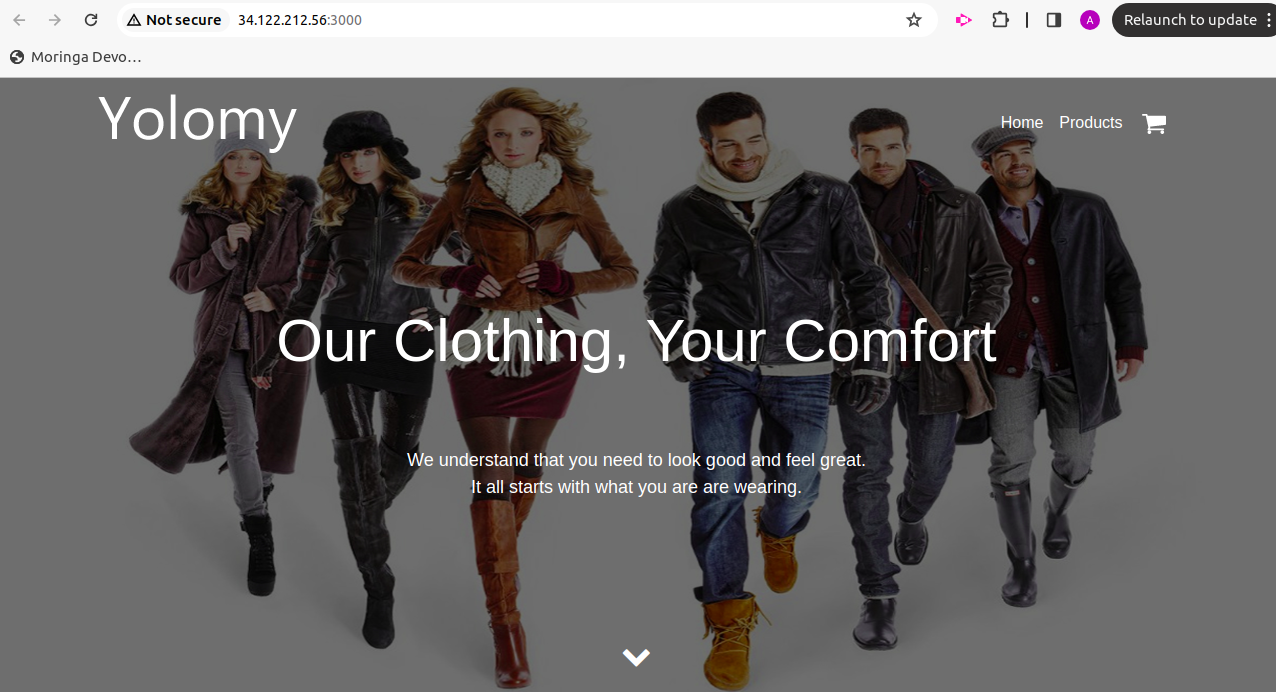 Not secure 34.122.212.56:3000
Relaunch to update
Moringa Devo…
Yolomy
Home Products
Our Clothing, Your Comfort
We understand that you need to look good and feel great.
It all starts with what you are are wearing.
A